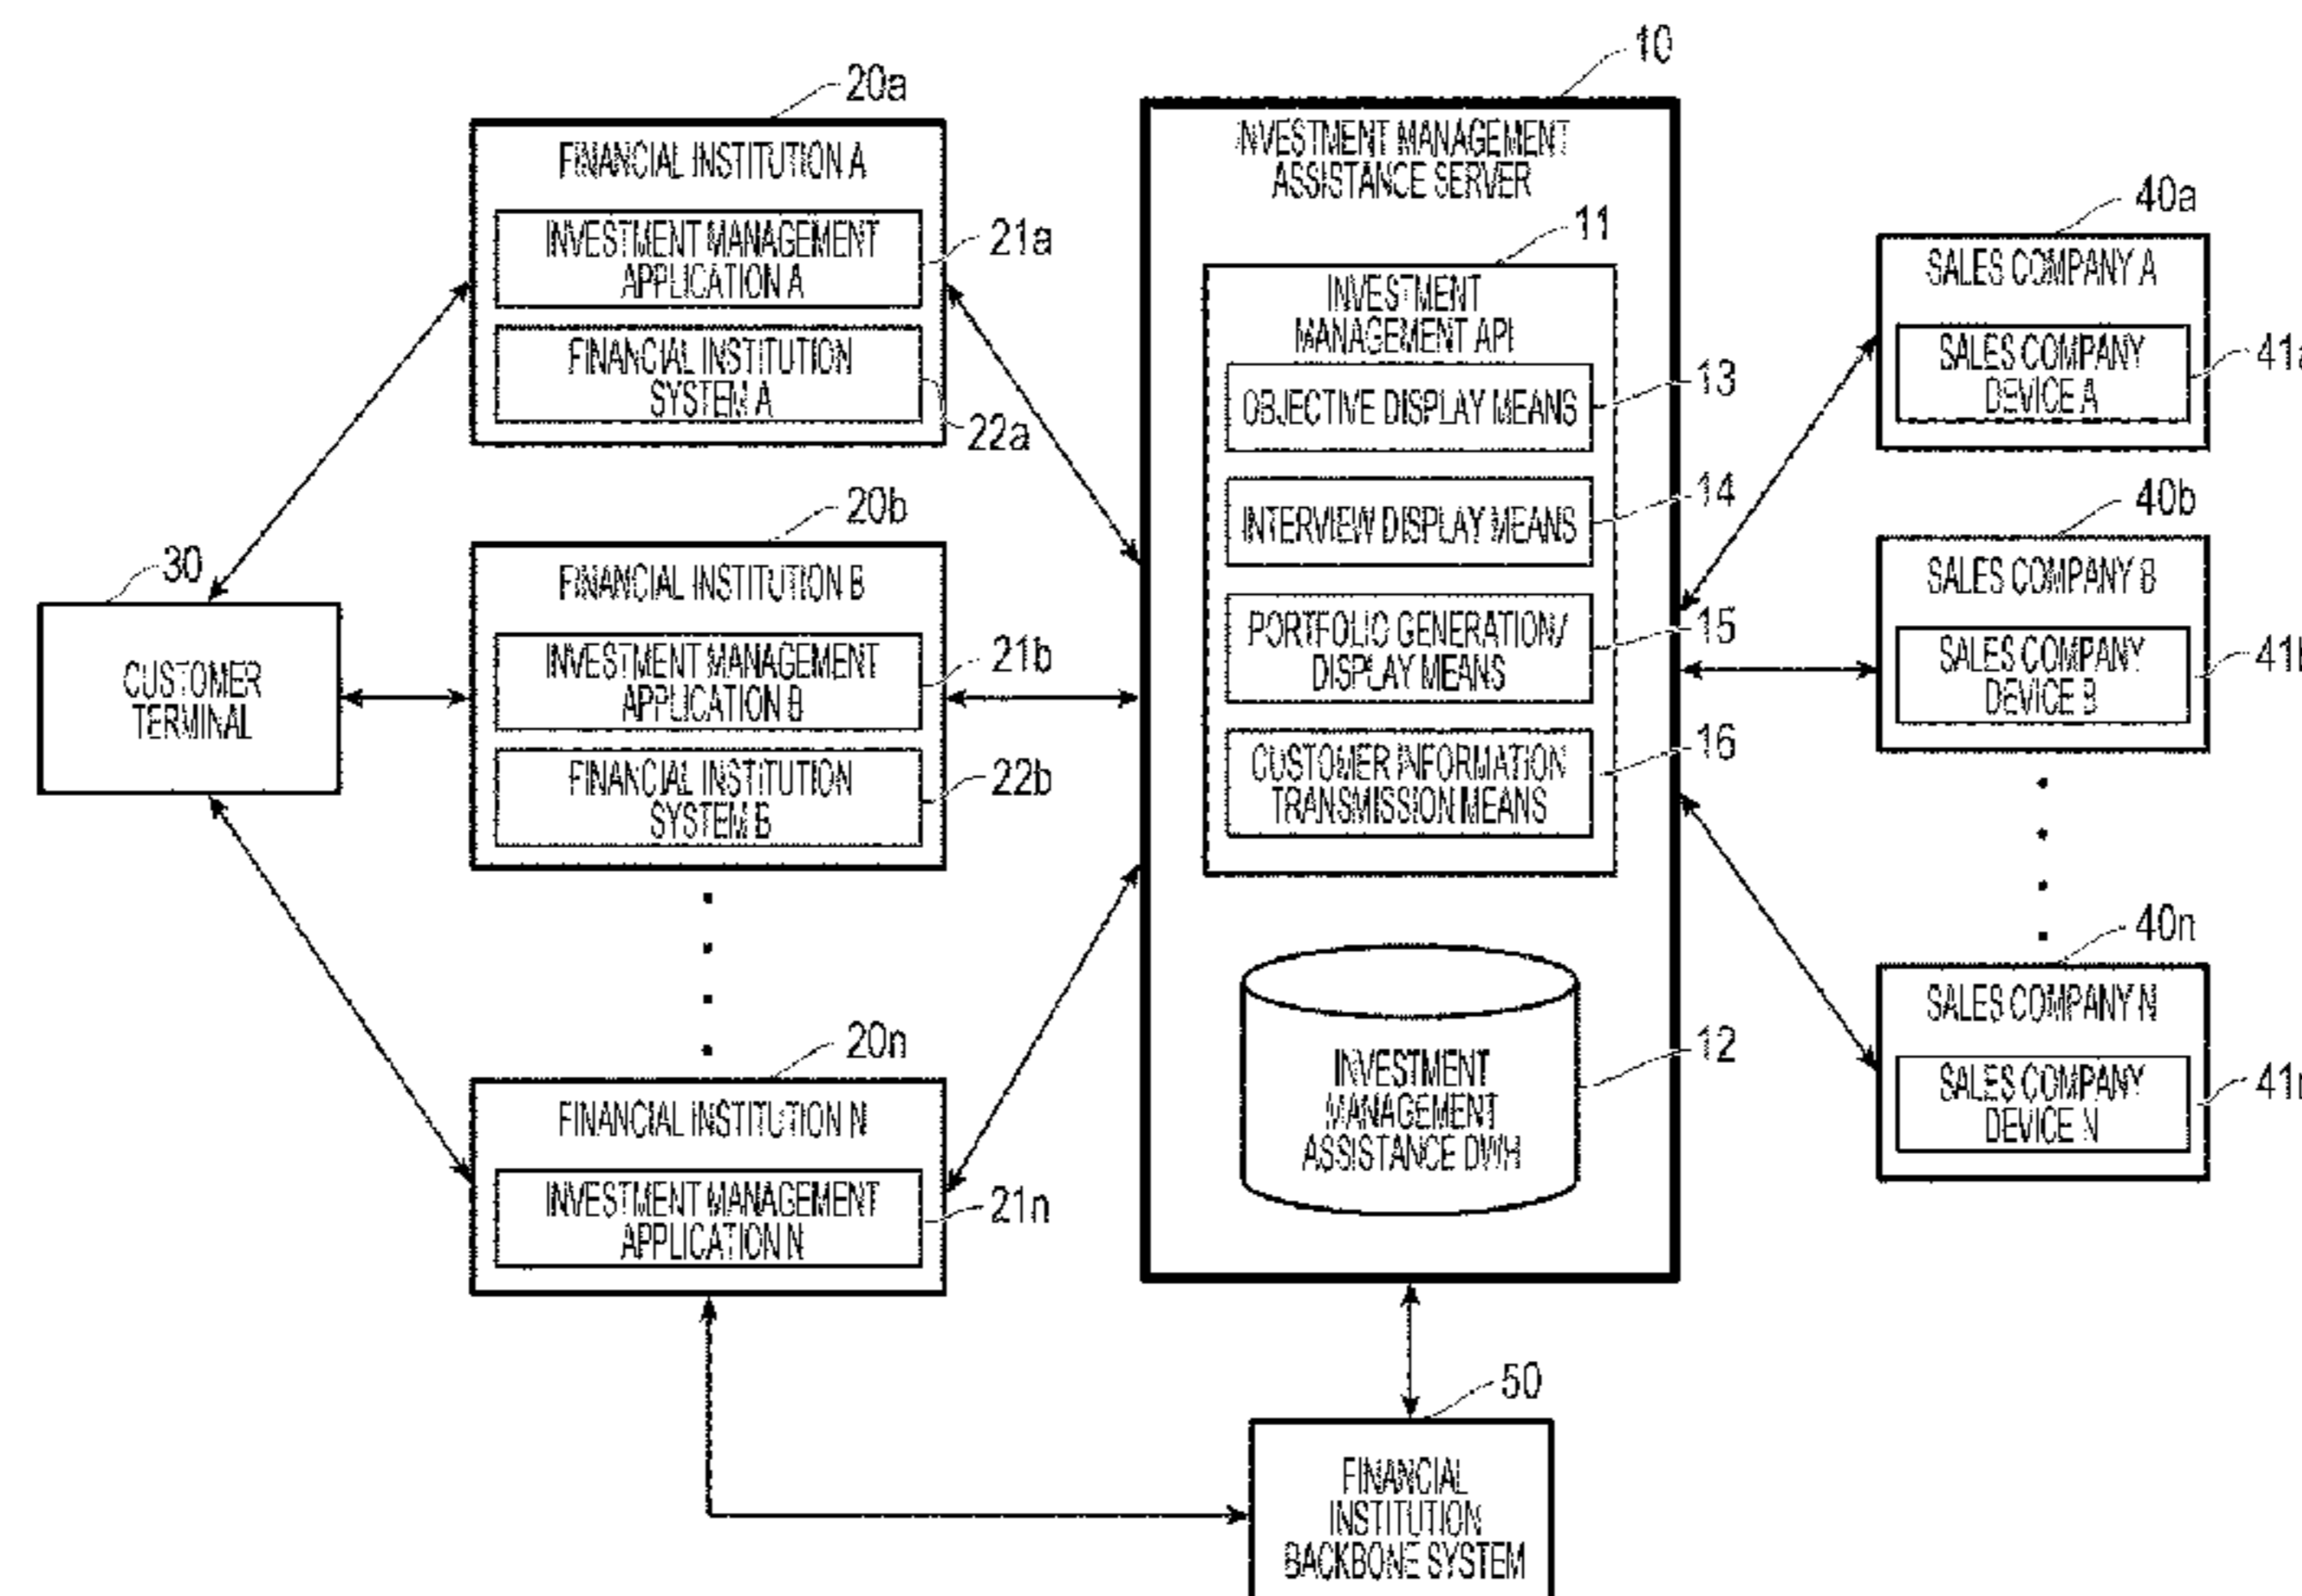 10
20a
FINANCIAL INSTITUTION A
INVESTMENT MANAGEMENT
APPLICATION A
21a
FINANCIAL INSTITUTION
SYSTEM A
22a
20b
FINANCIAL INSTITUTION B
INVESTMENT MANAGEMENT
APPLICATION B
21b
FINANCIAL INSTITUTION
SYSTEM B
22b
30
CUSTOMER
TERMINAL
20n
FINANCIAL INSTITUTION N
INVESTMENT MANAGEMENT
APPLICATION N
21n
INVESTMENT MANAGEMENT
ASSISTANCE SERVER
11
INVESTMENT
MANAGEMENT API
OBJECTIVE DISPLAY MEANS
13
INTERVIEW DISPLAY MEANS
14
PORTFOLIO GENERATION/
DISPLAY MEANS
15
CUSTOMER INFORMATION
TRANSMISSION MEANS
16
INVESTMENT
MANAGEMENT
ASSISTANCE DWH
12
40a
SALES COMPANY A
SALES COMPANY
DEVICE A
41a
40b
SALES COMPANY B
SALES COMPANY
DEVICE B
41b
40n
SALES COMPANY N
SALES COMPANY
DEVICE N
41n
50
FINANCIAL
INSTITUTION
BACKBONE SYSTEM